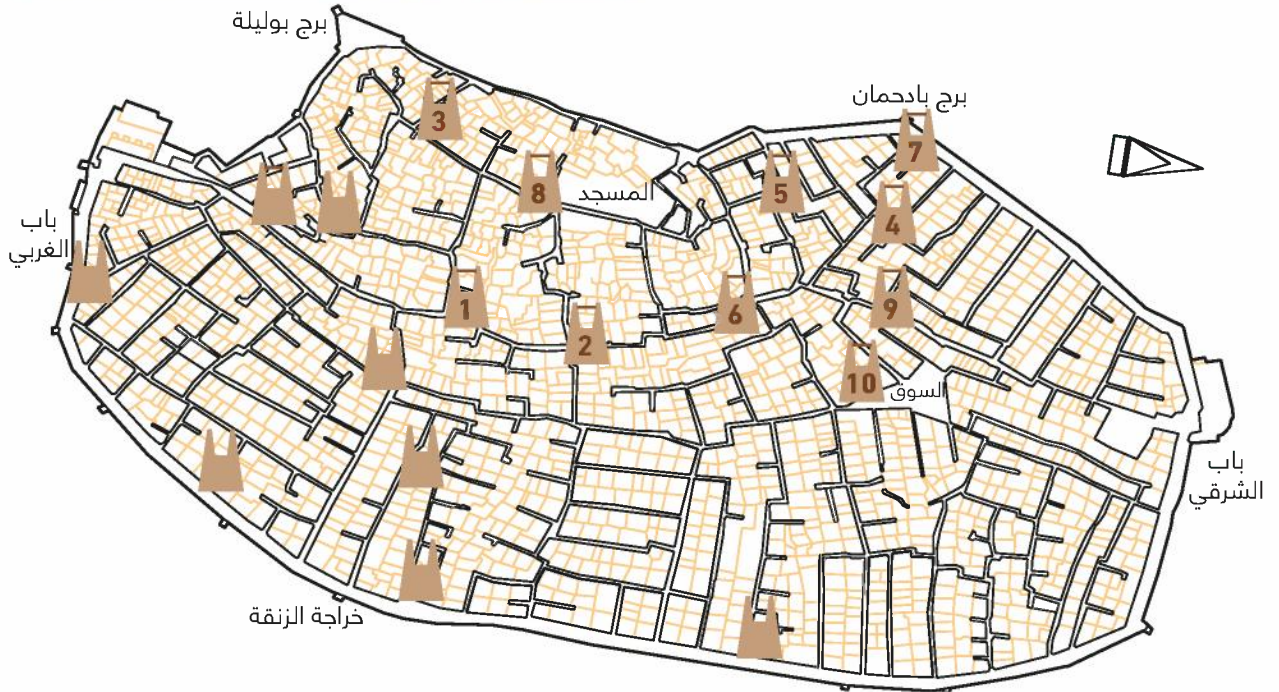 برج بوليلة
برج بادحمان
3
7
8
المسجد
5
4
باب
الغربي
1
2
6
9
10
السوق
باب
الشرقي
خراجة الزنقة